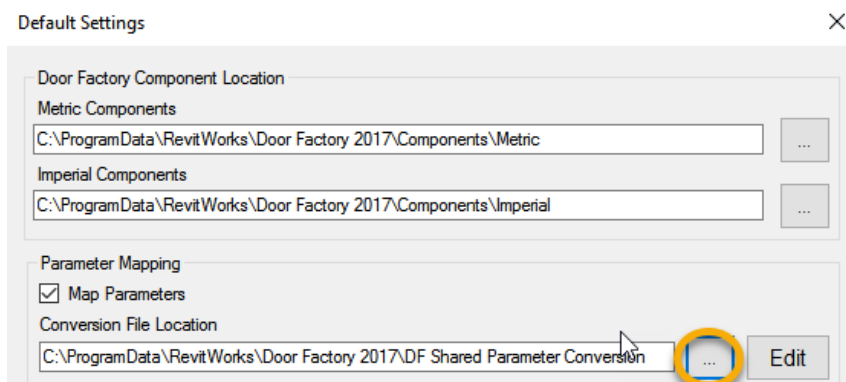 Default Settings
Door Factory Component Location
Metric Components
C:\ProgramData\RevitWorks\Door Factory 2017\Components\Metric
...
Imperial Components
C:\ProgramData\RevitWorks\Door Factory 2017\Components\Imperial
...
Parameter Mapping
Map Parameters
Conversion File Location
C:\ProgramData\RevitWorks\Door Factory 2017\DF Shared Parameter Conversion
... Edit